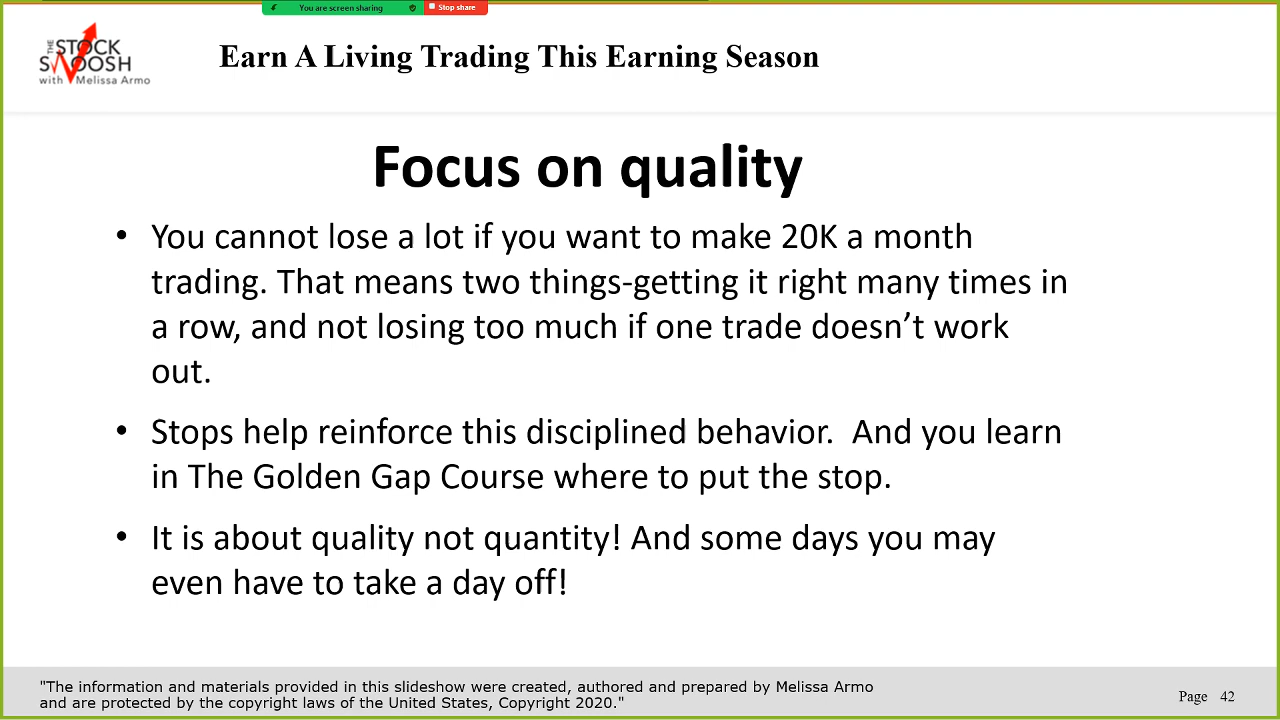 You are screen sharing
Stop share
THE STOCK
SWOOSH
with Melissa Armo
Earn A Living Trading This Earning Season
Focus on quality
• You cannot lose a lot if you want to make 20K a month
trading. That means two things-getting it right many times in
a row, and not losing too much if one trade doesn’t work
out.
• Stops help reinforce this disciplined behavior.  And you learn
in The Golden Gap Course where to put the stop.
• It is about quality not quantity! And some days you may
even have to take a day off!
"The information and materials provided in this slideshow were created, authored and prepared by Melissa Armo
and are protected by the copyright laws of the United States, Copyright 2020."
Page 42